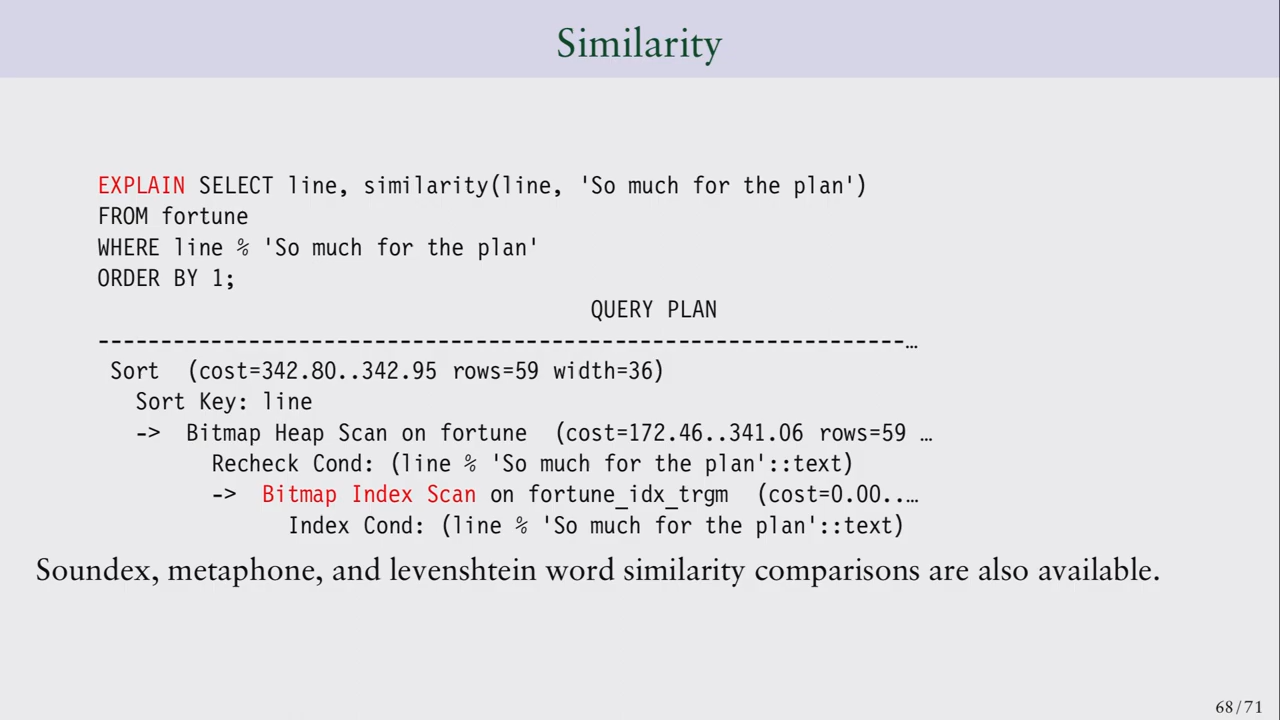 Similarity
EXPLAIN SELECT line, similarity(line, 'So much for the plan')
FROM fortune
WHERE line % 'So much for the plan'
ORDER BY 1;
QUERY PLAN
----------------------------------------------------------------…
Sort  (cost=342.80..342.95 rows=59 width=36)
Sort Key: line
->  Bitmap Heap Scan on fortune  (cost=172.46..341.06 rows=59 …
Recheck Cond: (line % 'So much for the plan'::text)
->  Bitmap Index Scan on fortune_idx_trgm  (cost=0.00..…
Index Cond: (line % 'So much for the plan'::text)
Soundex, metaphone, and levenshtein word similarity comparisons are also available.
68/71